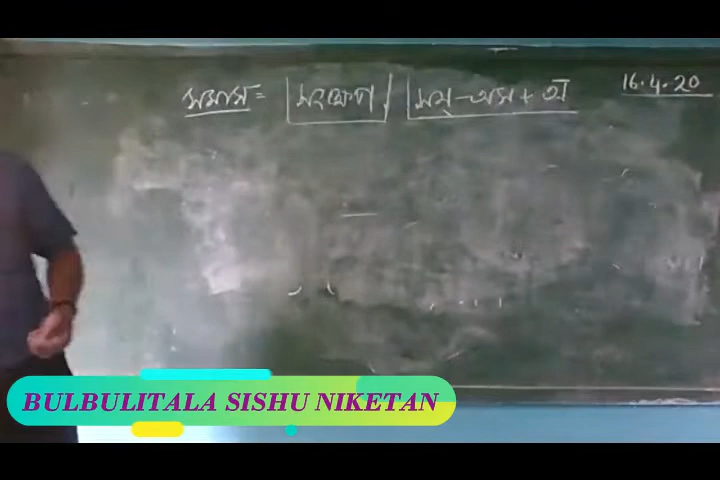 সমাস = সংক্ষেপ / সম্-অস + অ
16.4.20
BULBULITALA SISHU NIKETAN